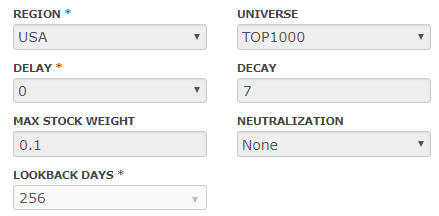 REGION * UNIVERSE
USA TOP1000
DELAY * DECAY
0 7
MAX STOCK WEIGHT NEUTRALIZATION
0.1 None
LOOKBACK DAYS *
256